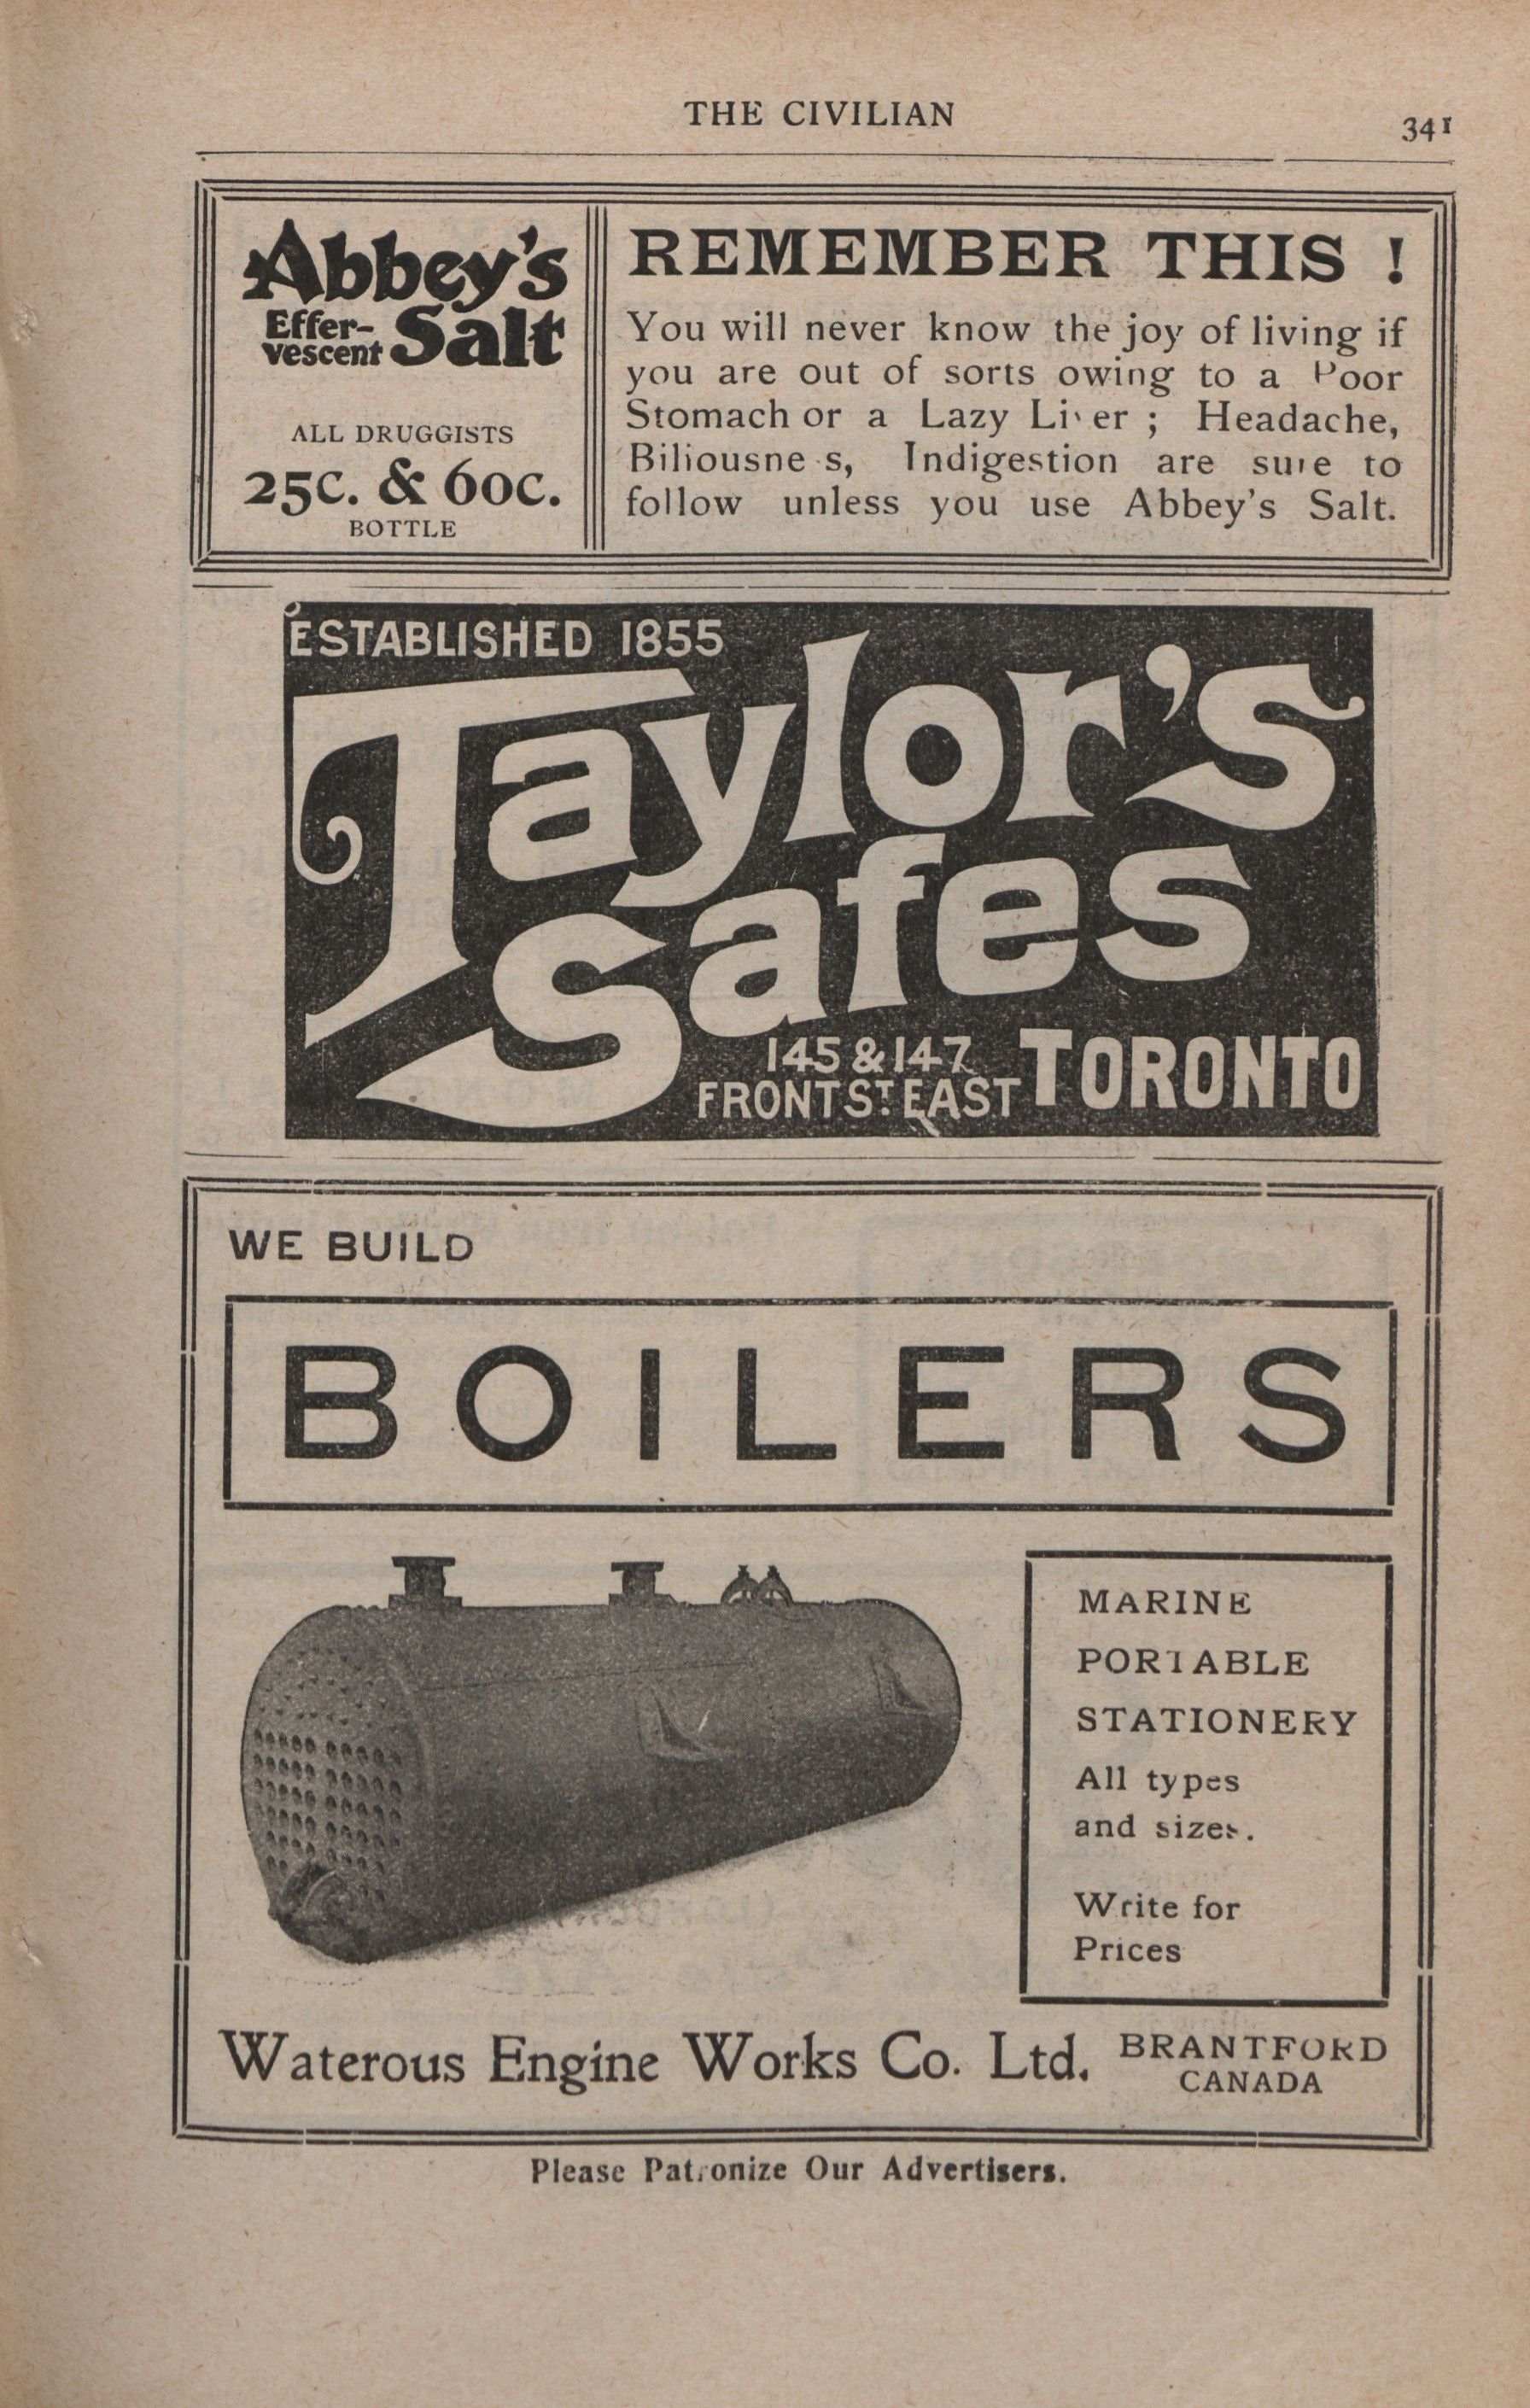 THE CIVILIAN
341
Abbey's
Effer-
vescent Salt
ALL DRUGGISTS
25C. & 60C.
BOTTLE
REMEMBER THIS !
You will never know the joy of living if
you are out of sorts owing to a Poor
Stomach or a Lazy Liver ; Headache,
Biliousness, Indigestion are sure to
follow unless you use Abbey's Salt.
ESTABLISHED 1855
Taylor's
Safes
145 & 147
FRONT ST. EAST TORONTO
WE BUILD
BOILERS
MARINE
PORTABLE
STATIONERY
All types
and sizes.
Write for
Prices
Waterous Engine Works Co. Ltd. BRANTFORD
CANADA
Please Patronize Our Advertisers.